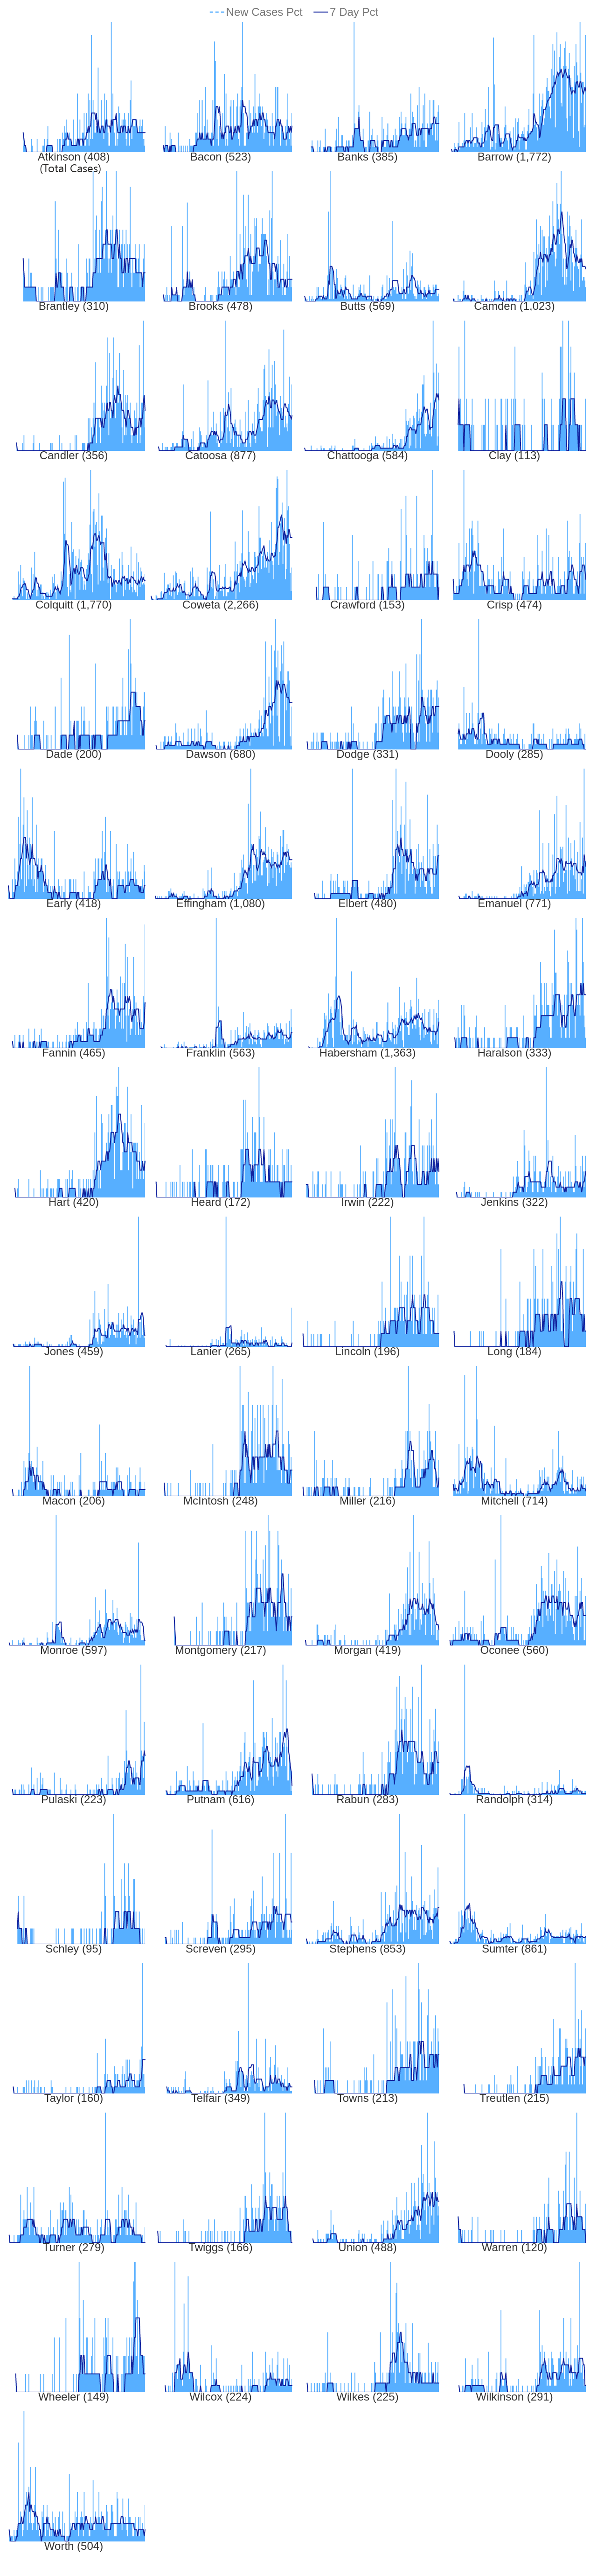 New Cases Pct 7 Day Pct
Atkinson (408) Bacon (523) Banks (385) Barrow (1,772)
(Total Cases)
Brantley (310) Brooks (478) Butts (569) Camden (1,023)
Candler (356) Catoosa (877) Chattooga (584) Clay (113)
Colquitt (1,770) Coweta (2,266) Crawford (153) Crisp (474)
Dade (200) Dawson (680) Dodge (331) Dooly (285)
Early (418) Effingham (1,080) Elbert (480) Emanuel (771)
Fannin (465) Franklin (563) Habersham (1,363) Haralson (333)
Hart (420) Heard (172) Irwin (222) Jenkins (322)
Jones (459) Lanier (265) Lincoln (196) Long (184)
Macon (206) McIntosh (248) Miller (216) Mitchell (714)
Monroe (597) Montgomery (217) Morgan (419) Oconee (560)
Pulaski (223) Putnam (616) Rabun (283) Randolph (314)
Schley (95) Screven (295) Stephens (853) Sumter (861)
Taylor (160) Telfair (349) Towns (213) Treutlen (215)
Turner (279) Twiggs (166) Union (488) Warren (120)
Wheeler (149) Wilcox (224) Wilkes (225) Wilkinson (291)
Worth (504)